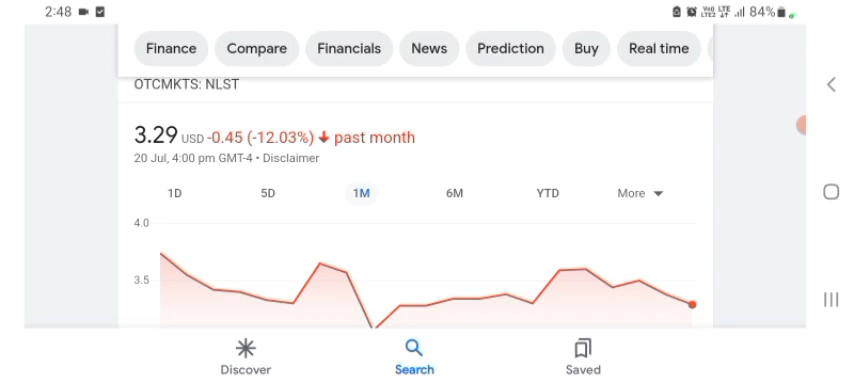 2:48
84%
Finance Compare Financials News Prediction Buy Real time
OTCMKTS: NLST
3.29 USD -0.45 (-12.03%) past month
20 Jul, 4:00 pm GMT-4 • Disclaimer
1D 5D 1M 6M YTD More
4.0
3.5
Discover Search Saved